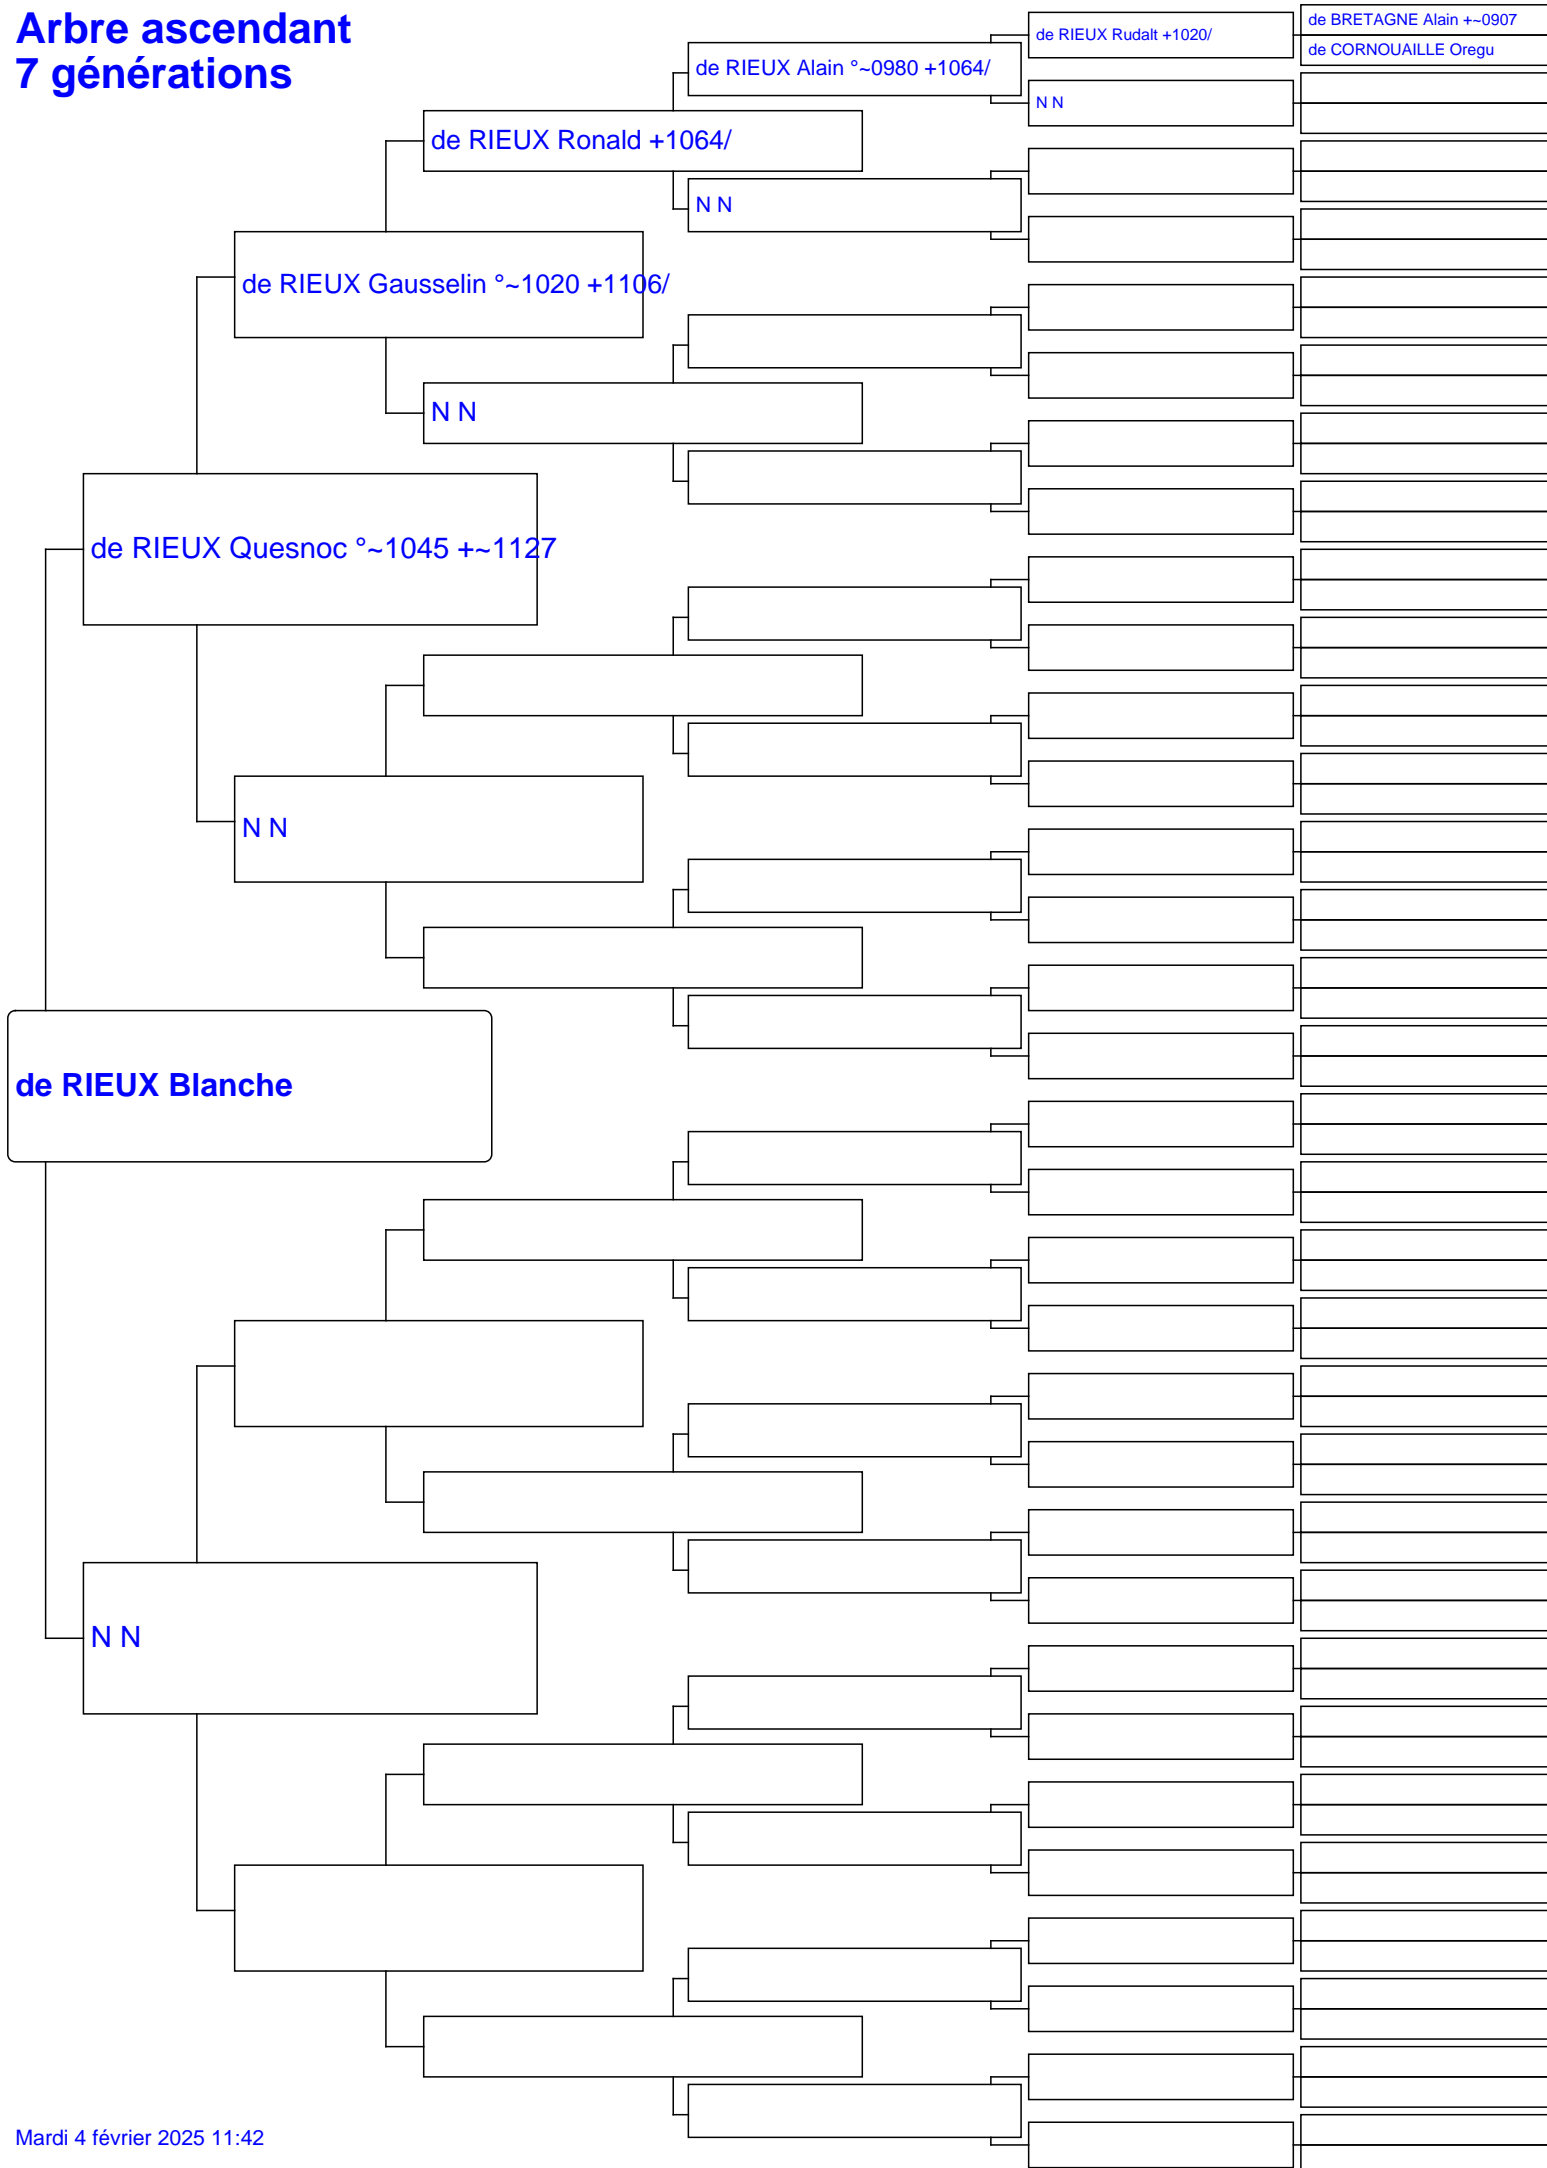 Arbre ascendant
7 générations
de BRETAGNE Alain +~0907
de RIEUX Rudalt +1020/
de CORNOUAILLE Oregu
de RIEUX Alain °~0980 +1064/
N N
de RIEUX Ronald +1064/
N N
de RIEUX Gausselin °~1020 +1106/
N N
de RIEUX Quesnoc °~1045 +~1127
N N
de RIEUX Blanche
N N
Mardi 4 février 2025 11:42